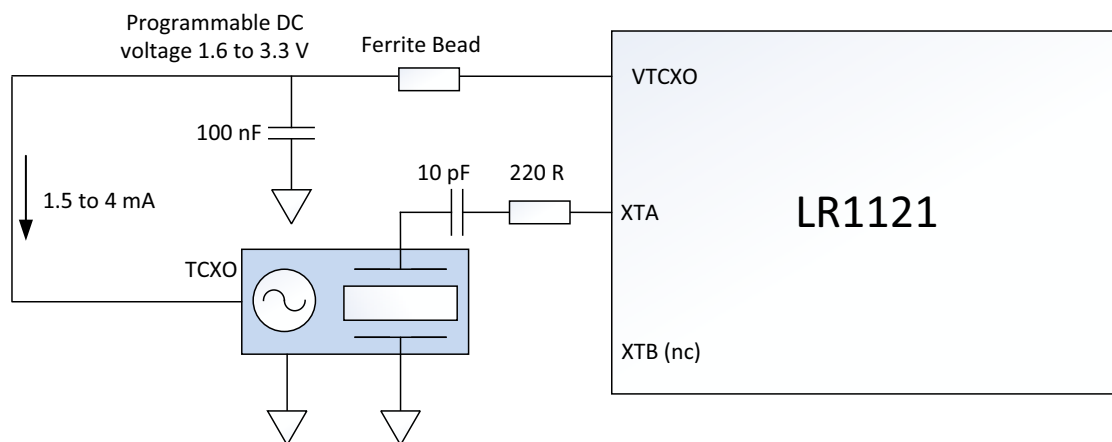 Programmable DC
voltage 1.6 to 3.3 V
Ferrite Bead
VTCXO
100 nF
10 pF
220 R
1.5 to 4 mA
XTA
LR1121
TCXO
XTB (nc)